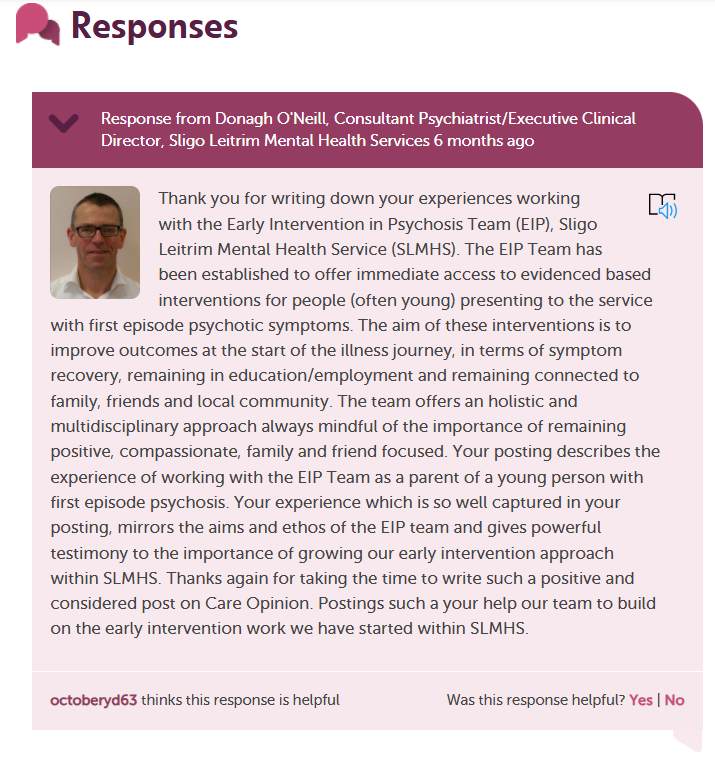 Responses
Response from Donagh O'Neill, Consultant Psychiatrist/Executive Clinical
Director, Sligo Leitrim Mental Health Services 6 months ago
Thank you for writing down your experiences working
with the Early Intervention in Psychosis Team (EIP), Sligo
Leitrim Mental Health Service (SLMHS). The EIP Team has
been established to offer immediate access to evidenced based
interventions for people (often young) presenting to the service
with first episode psychotic symptoms. The aim of these interventions is to
improve outcomes at the start of the illness journey, in terms of symptom
recovery, remaining in education/employment and remaining connected to
family, friends and local community. The team offers an holistic and
multidisciplinary approach always mindful of the importance of remaining
positive, compassionate, family and friend focused. Your posting describes the
experience of working with the EIP Team as a parent of a young person with
first episode psychosis. Your experience which is so well captured in your
posting, mirrors the aims and ethos of the EIP team and gives powerful
testimony to the importance of growing our early intervention approach
within SLMHS. Thanks again for taking the time to write such a positive and
considered post on Care Opinion. Postings such a your help our team to build
on the early intervention work we have started within SLMHS.
octoberyd63 thinks this response is helpful
Was this response helpful? Yes | No